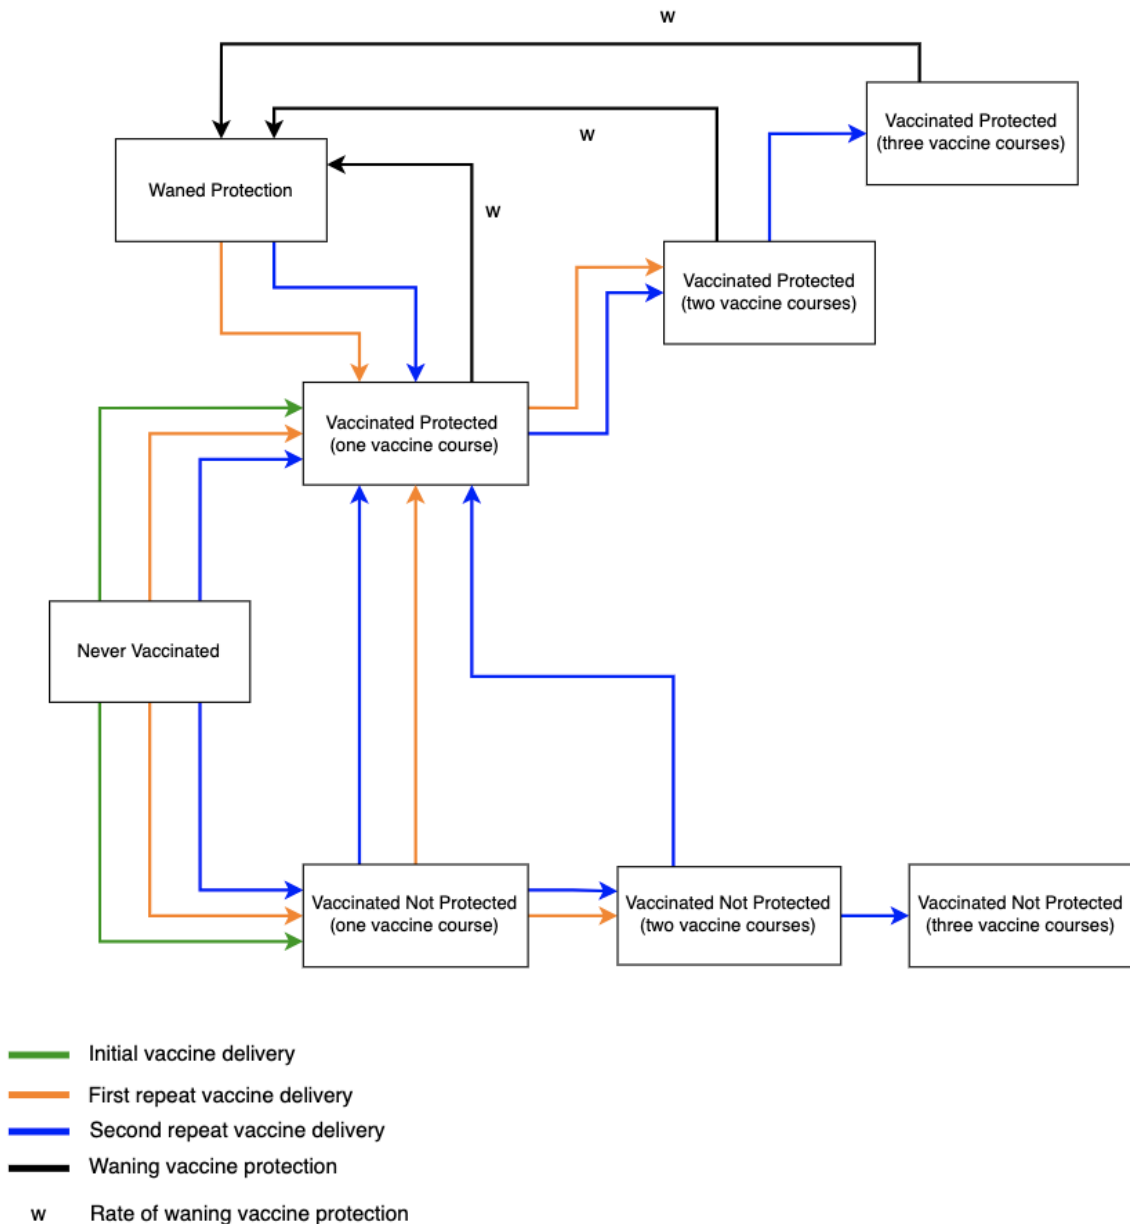 w
Vaccinated Protected
(three vaccine courses)
w
Waned Protection
w
Vaccinated Protected
(two vaccine courses)
Vaccinated Protected
(one vaccine course)
Never Vaccinated
Vaccinated Not Protected
(one vaccine course)
Vaccinated Not Protected
(two vaccine courses)
Vaccinated Not Protected
(three vaccine courses)
Initial vaccine delivery
First repeat vaccine delivery
Second repeat vaccine delivery
Waning vaccine protection
w Rate of waning vaccine protection